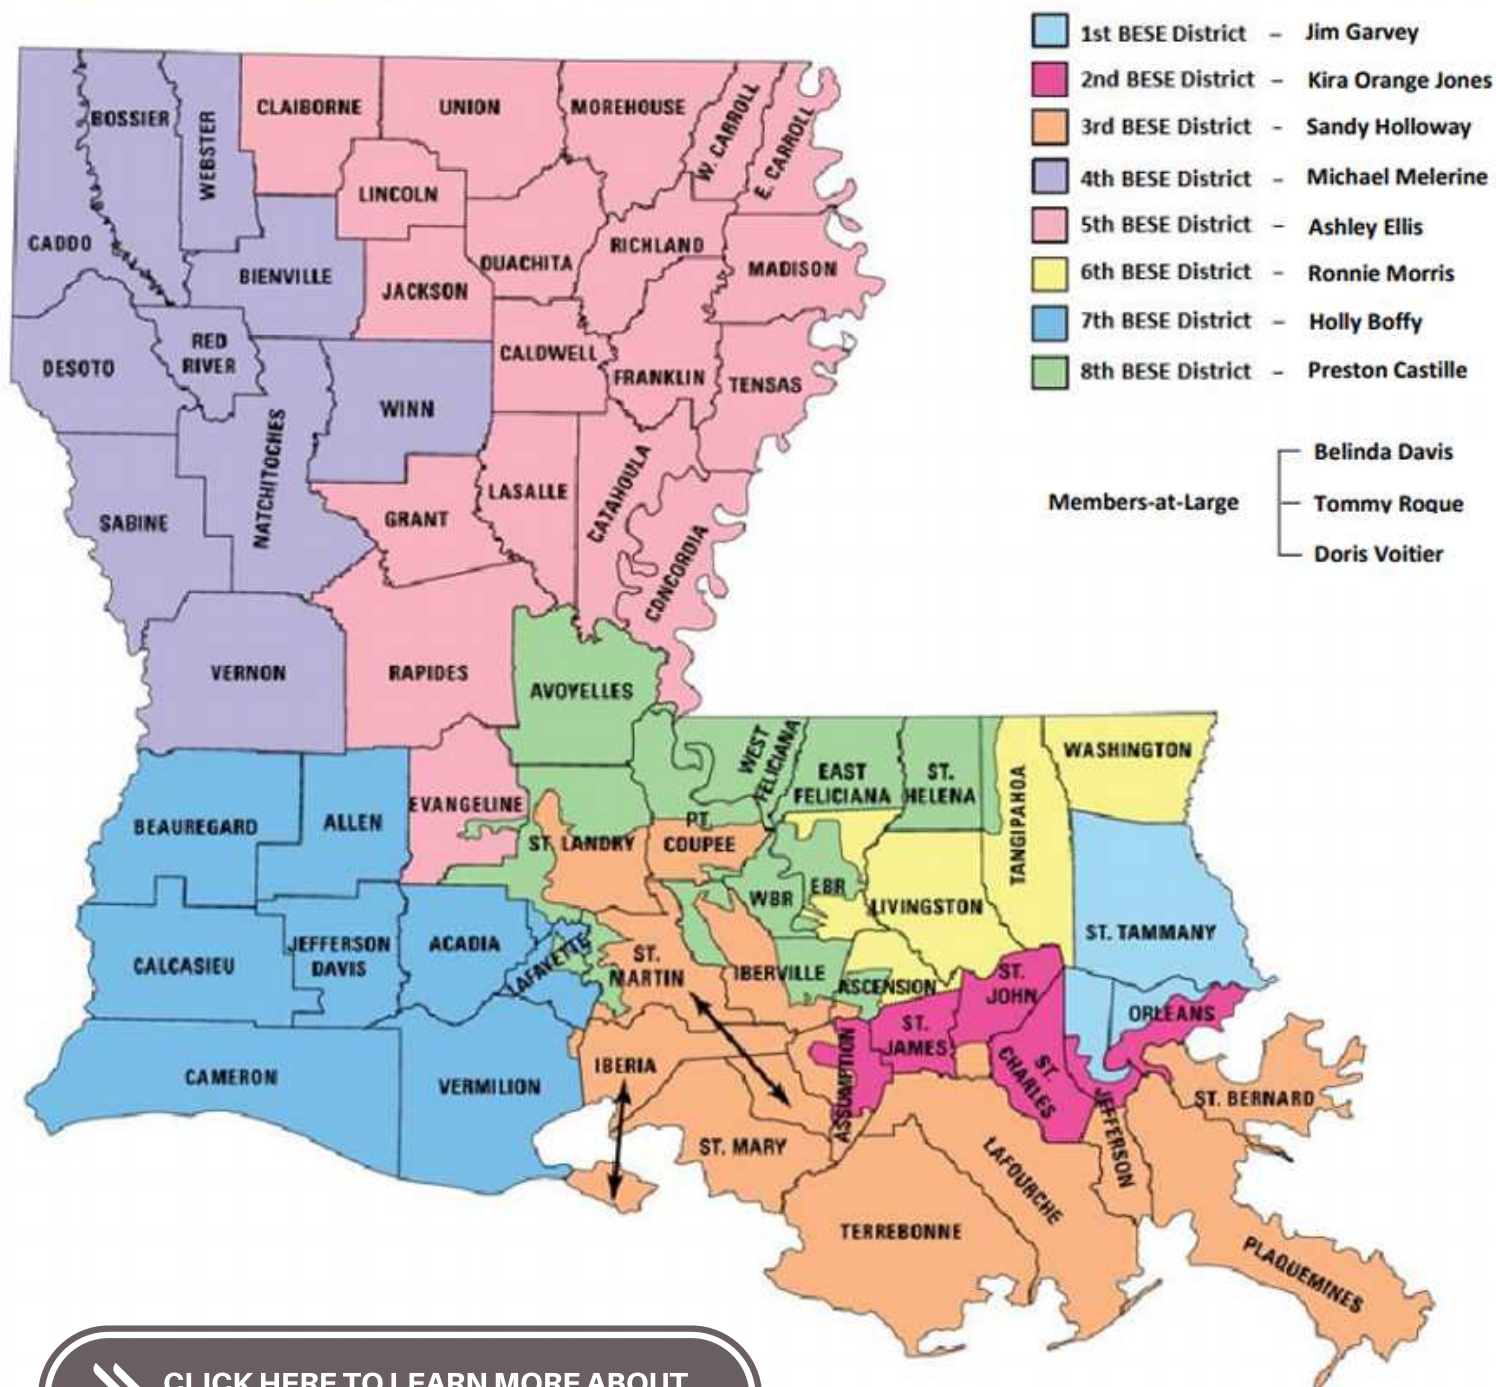 1st BESE District – Jim Garvey
2nd BESE District – Kira Orange Jones
3rd BESE District – Sandy Holloway
4th BESE District – Michael Melerine
5th BESE District – Ashley Ellis
6th BESE District – Ronnie Morris
7th BESE District – Holly Boffy
8th BESE District – Preston Castille
Members-at-Large
Belinda Davis
Tommy Roque
Doris Voitier
CADDO
BOSSIER
WEBSTER
CLAIBORNE
UNION
MOREHOUSE
W. CARROLL
E. CARROLL
LINCOLN
BIENVILLE
JACKSON
OUACHITA
RICHLAND
MADISON
DESOTO
RED
RIVER
NATCHITOCHES
WINN
CALDWELL
FRANKLIN
TENSAS
SABINE
GRANT
LASALLE
CATAHOULA
CONCORDIA
VERNON
RAPIDES
AVOYELLES
BEAUREGARD
ALLEN
EVANGELINE
ST. LANDRY
PT.
COUPEE
WEST
FELICIANA
EAST
FELICIANA
ST.
HELENA
TANGIPAHOA
WASHINGTON
CALCASIEU
JEFFERSON
DAVIS
ACADIA
LAFAYETTE
ST.
MARTIN
IBERVILLE
WBR
EBR
LIVINGSTON
ASCENSION
ST. TAMMANY
CAMERON
VERMILION
IBERIA
ST. MARY
ASSUMPTION
ST.
JAMES
ST.
JOHN
ST.
CHARLES
ORLEANS
JEFFERSON
ST. BERNARD
TERREBONNE
LAFOURCHE
PLAQUEMINES
CLICK HERE TO LEARN MORE ABOUT